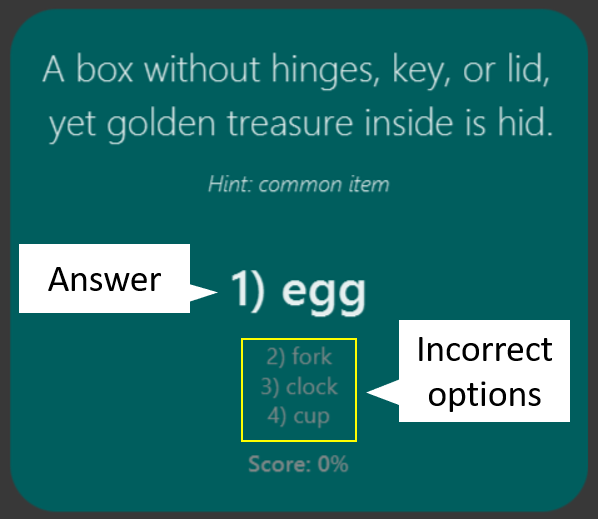 A box without hinges, key, or lid,
yet golden treasure inside is hid.
Hint: common item
Answer
1) egg
2) fork
3) clock
4) cup
Incorrect
options
Score: 0%